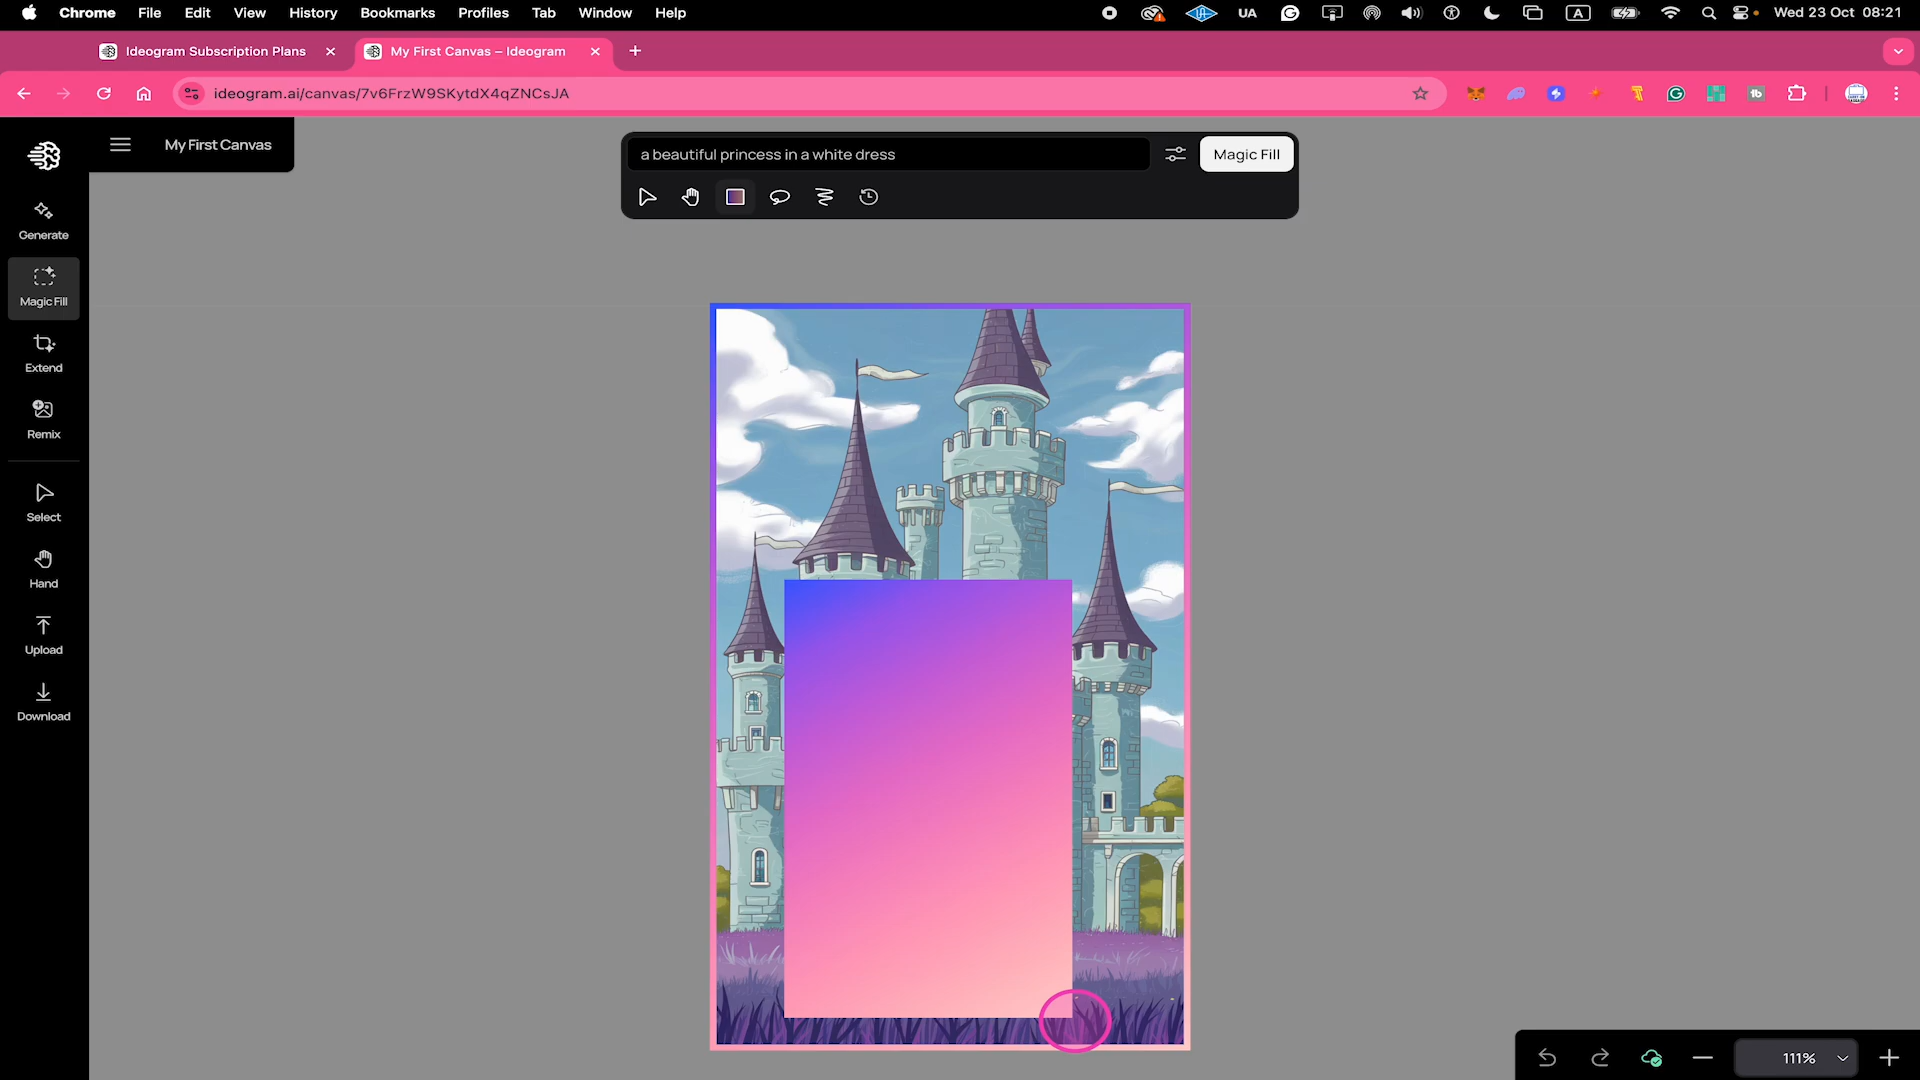 Chrome File Edit View History Bookmarks Profiles Tab Window Help UA A Wed 23 Oct 08:21
Ideogram Subscription Plans My First Canvas – Ideogram
ideogram.ai/canvas/7v6FrzW9SKytdX4qZNCsJA
My First Canvas
a beautiful princess in a white dress Magic Fill
Generate
Magic Fill
Extend
Remix
Select
Hand
Upload
Download
111%